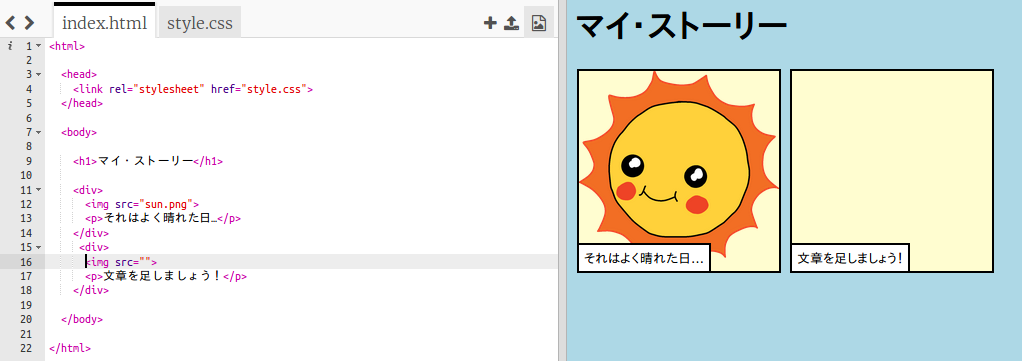 index.html style.css
i 1 <html>
2
3 <head>
4 <link rel="stylesheet" href="style.css">
5 </head>
6
7 <body>
8
9 <h1>マイ・ストーリー</h1>
10
11 <div>
12 <img src="sun.png">
13 <p>それはよく晴れた日…</p>
14 </div>
15 <div>
16 <img src="">
17 <p>文章を足しましょう！</p>
18 </div>
19
20 </body>
21
22 </html>
マイ・ストーリー
それはよく晴れた日…
文章を足しましょう！